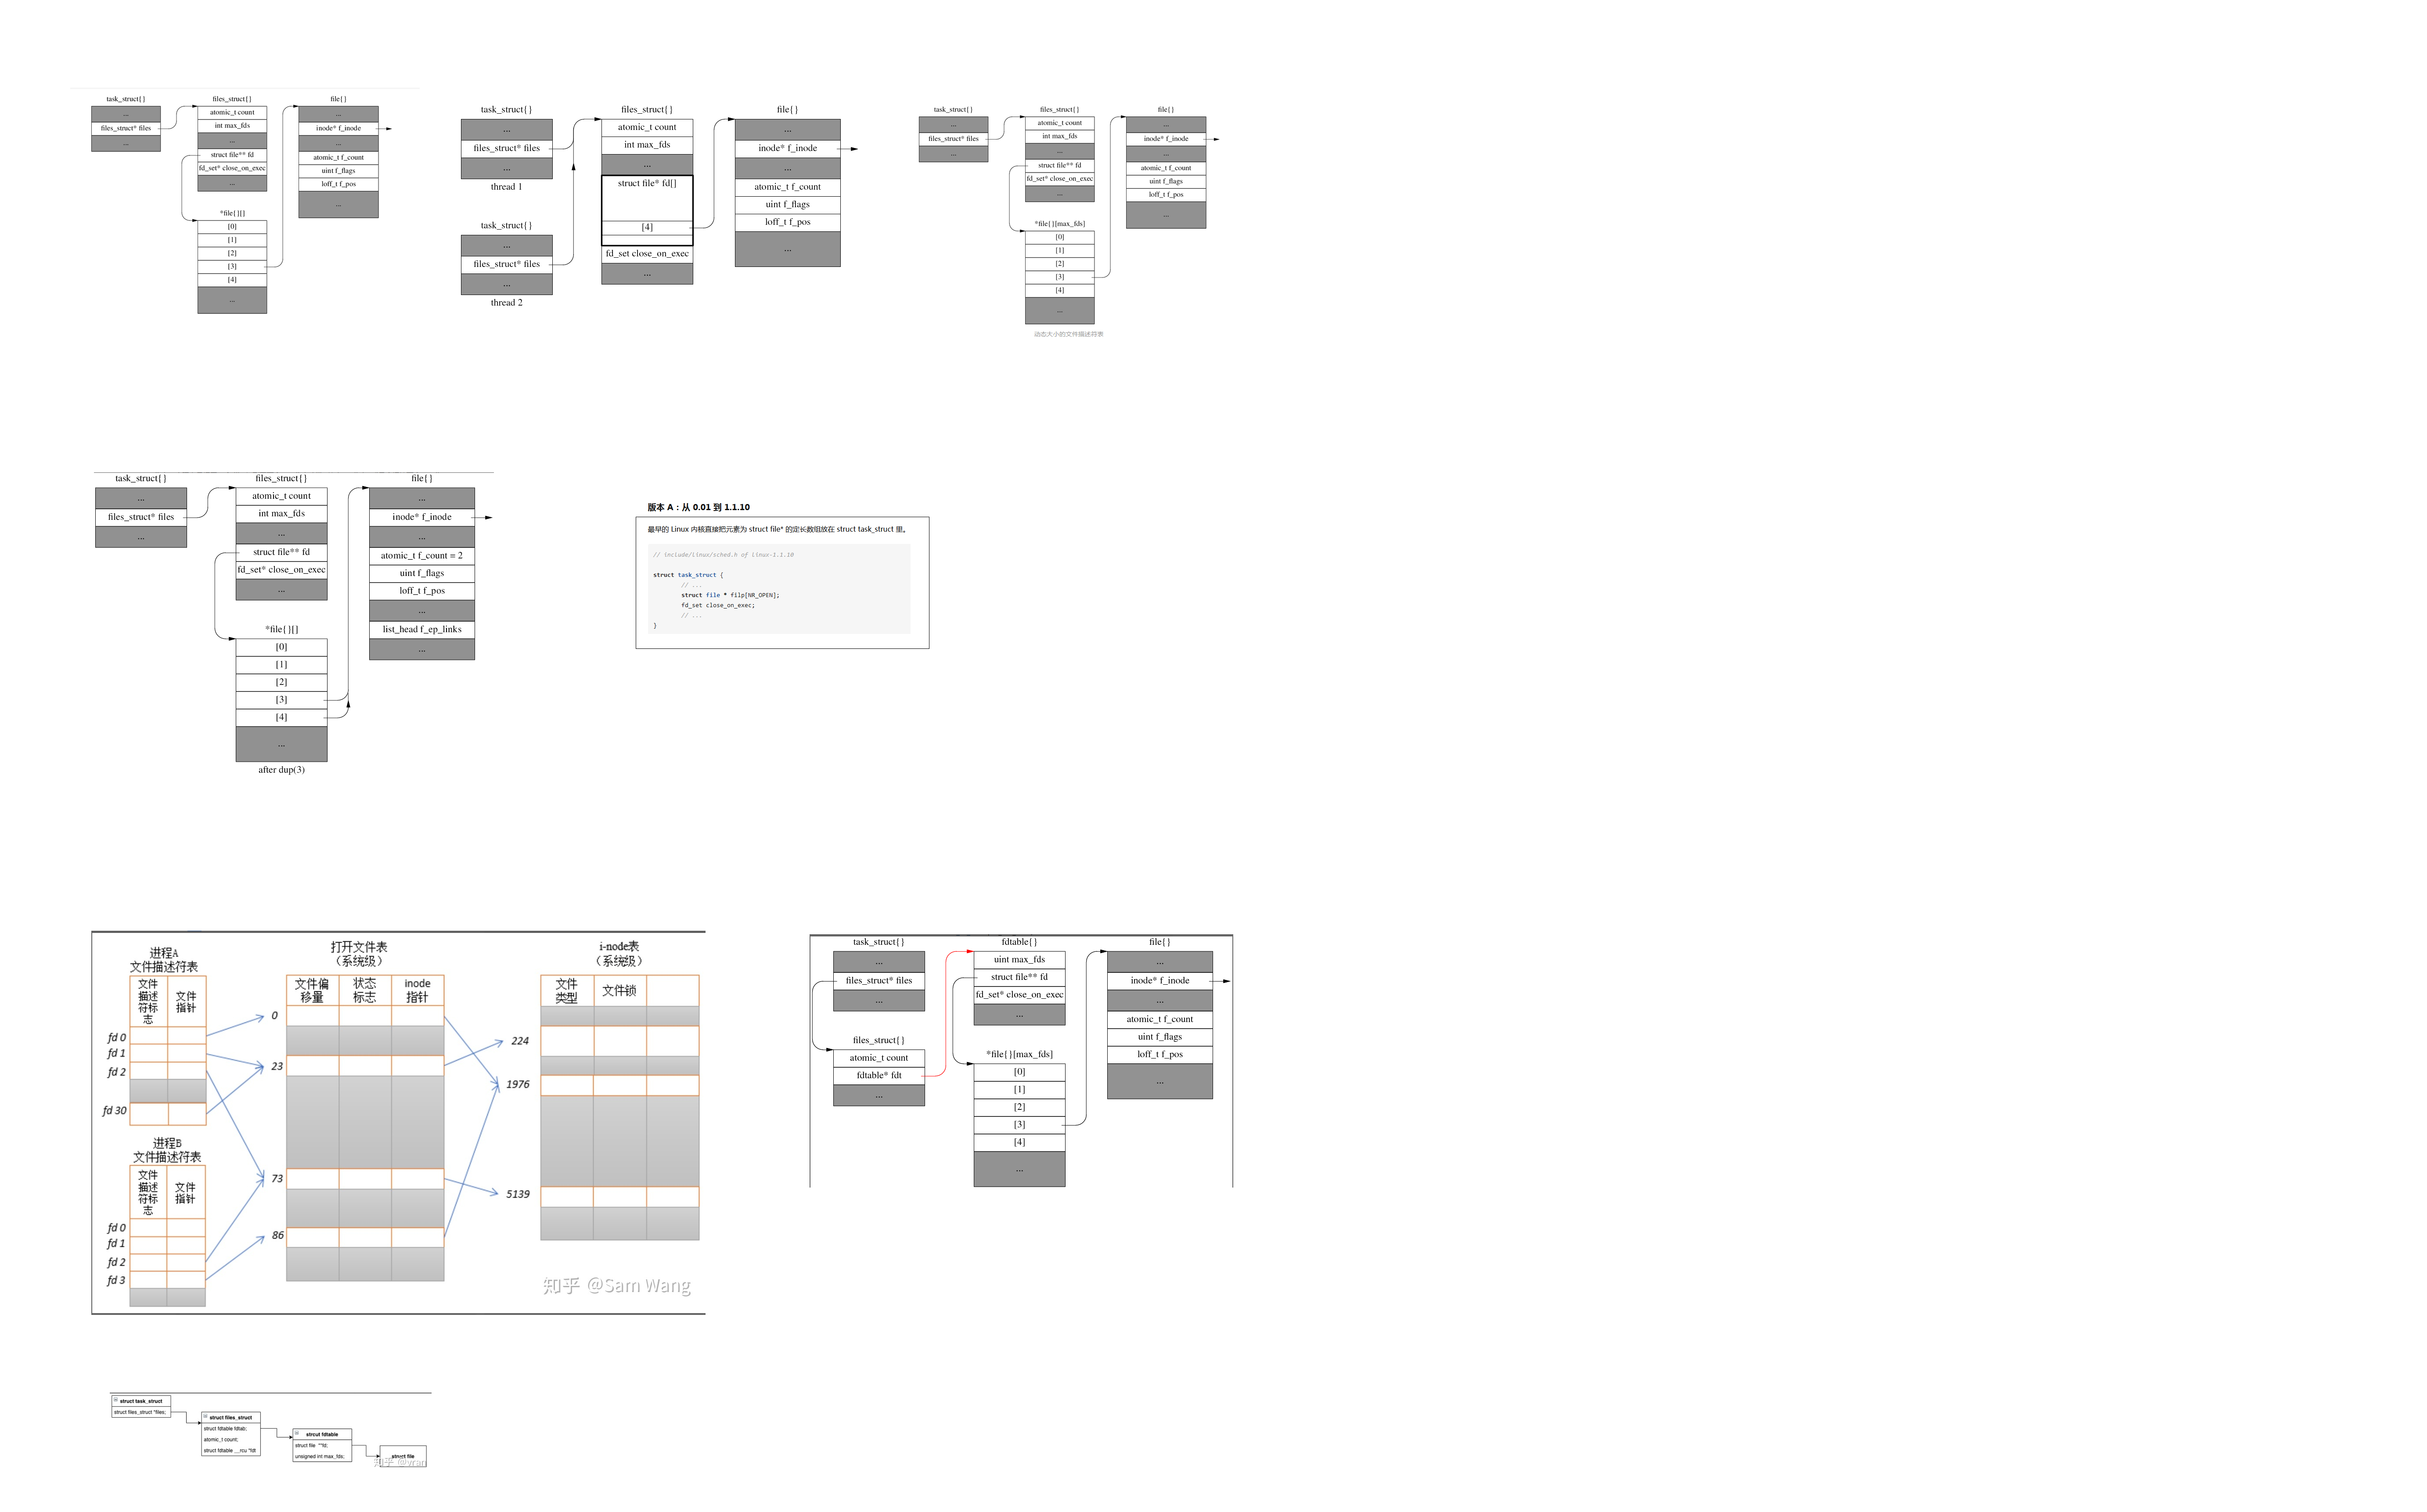 task_struct{}
...
files_struct* files
...
files_struct{}
atomic_t count
int max_fds
...
struct file** fd
fd_set* close_on_exec
...
*file{}[]
[0]
[1]
[2]
[3]
[4]
...
file{}
...
inode* f_inode
...
atomic_t f_count
uint f_flags
loff_t f_pos
...
task_struct{}
...
files_struct* files
...
thread 1
task_struct{}
...
files_struct* files
...
thread 2
files_struct{}
atomic_t count
int max_fds
...
struct file* fd[]
[4]
fd_set close_on_exec
...
file{}
...
inode* f_inode
...
atomic_t f_count
uint f_flags
loff_t f_pos
...
task_struct{}
...
files_struct* files
...
files_struct{}
atomic_t count
int max_fds
...
struct file** fd
fd_set* close_on_exec
...
*file{}[max_fds]
[0]
[1]
[2]
[3]
[4]
...
动态大小的文件描述符表
file{}
...
inode* f_inode
...
atomic_t f_count
uint f_flags
loff_t f_pos
...
task_struct{}
...
files_struct* files
...
files_struct{}
atomic_t count
int max_fds
...
struct file** fd
fd_set* close_on_exec
...
*file{}[]
[0]
[1]
[2]
[3]
[4]
...
after dup(3)
file{}
...
inode* f_inode
...
atomic_t f_count = 2
uint f_flags
loff_t f_pos
...
list_head f_ep_links
...
版本 A：从 0.01 到 1.1.10
最早的 Linux 内核直接把元素为 struct file* 的定长数组放在 struct task_struct 里。
// include/linux/sched.h of linux-1.1.10
struct task_struct {
// ...
struct file * filp[NR_OPEN];
fd_set close_on_exec;
// ...
}
进程A
文件描述符表
文件
描述
符标
志
文件
指针
fd 0
fd 1
fd 2
fd 30
进程B
文件描述符表
文件
描述
符标
志
文件
指针
fd 0
fd 1
fd 2
fd 3
打开文件表
（系统级）
文件偏
移量
状态
标志
inode
指针
0
23
73
86
i-node表
（系统级）
文件
类型
文件锁
224
1976
5139
知乎 @Sam Wang
task_struct{}
...
files_struct* files
...
files_struct{}
atomic_t count
fdtable* fdt
...
fdtable{}
uint max_fds
struct file** fd
fd_set* close_on_exec
...
*file{}[max_fds]
[0]
[1]
[2]
[3]
[4]
...
file{}
...
inode* f_inode
...
atomic_t f_count
uint f_flags
loff_t f_pos
...
struct task_struct
struct files_struct *files;
struct files_struct
struct fdtable fdtab;
atomic_t count;
struct fdtable __rcu *fdt
strcut fdtable
struct file **fd;
unsigned int max_fds;
struct file
知乎 @vran